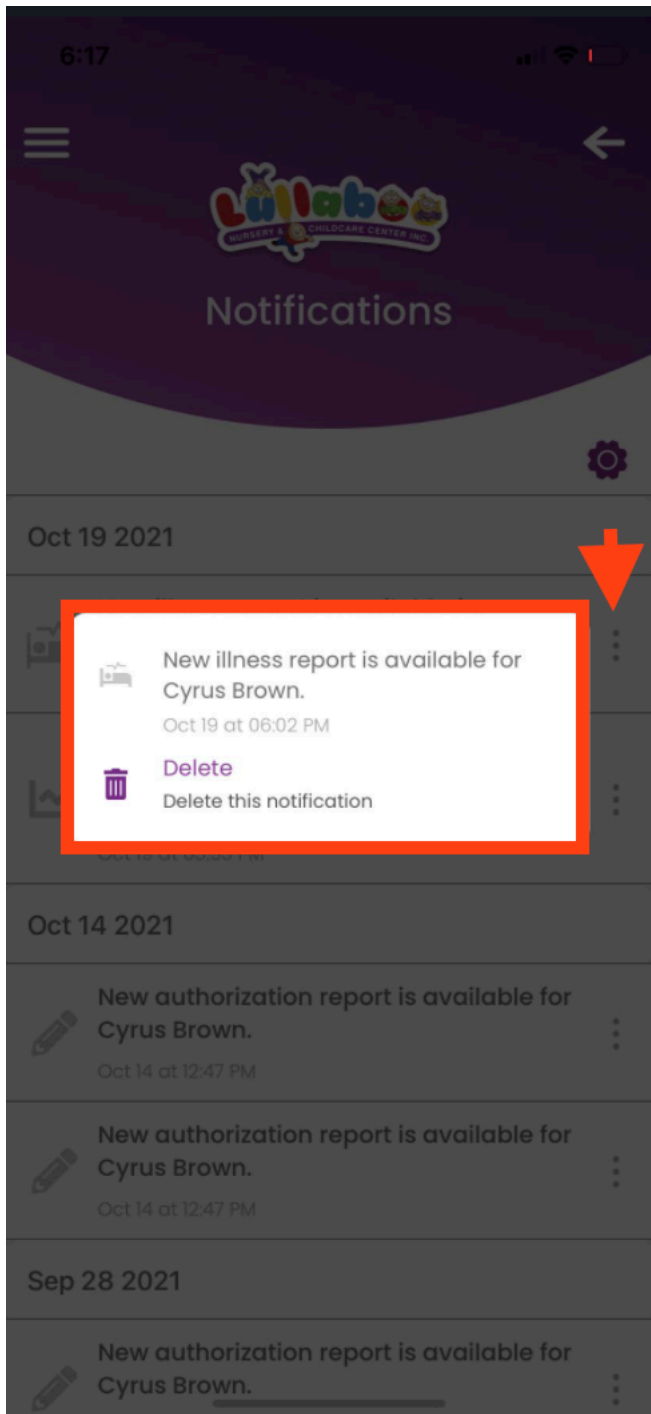 6:17
Lullaboo
NURSERY & CHILDCARE CENTER INC.
Notifications
Oct 19 2021
New illness report is available for
Cyrus Brown.
Oct 19 at 06:02 PM
Delete
Delete this notification
Oct 14 2021
New authorization report is available for
Cyrus Brown.
Oct 14 at 12:47 PM
New authorization report is available for
Cyrus Brown.
Oct 14 at 12:47 PM
Sep 28 2021
New authorization report is available for
Cyrus Brown.